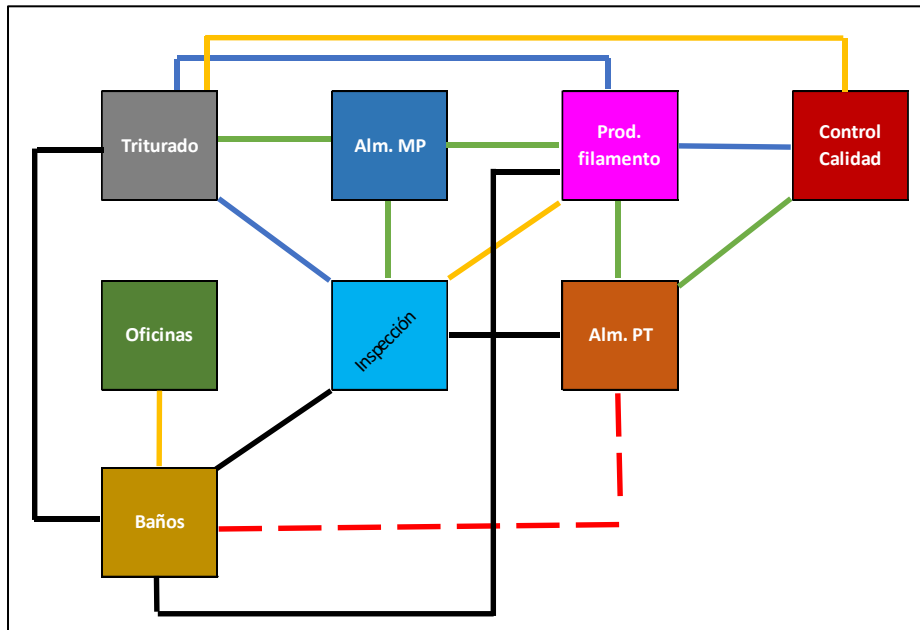 Triturado
Alm. MP
Prod.
filamento
Control
Calidad
Oficinas
Inspección
Alm. PT
Baños